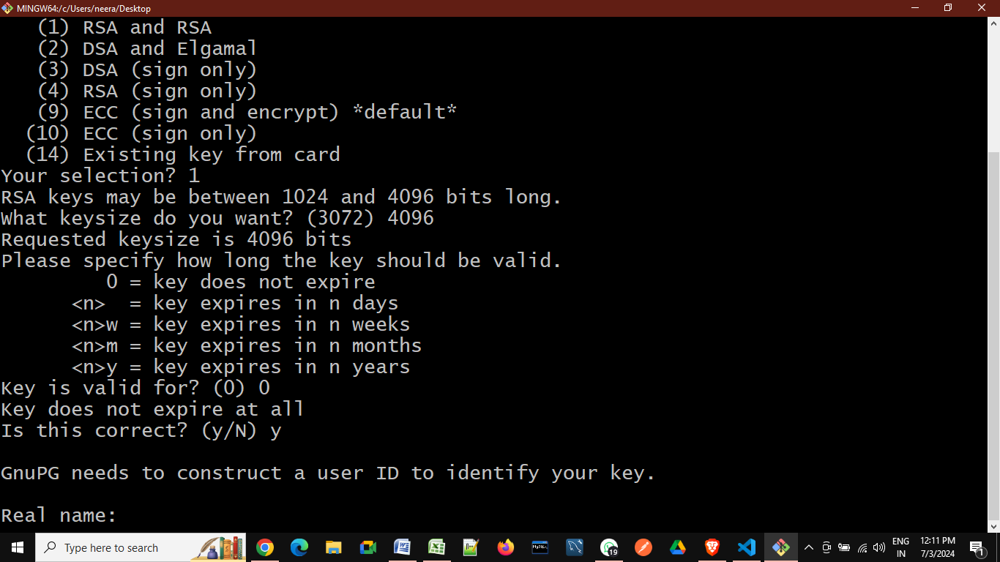 MINGW64:/c/Users/neera/Desktop
(1) RSA and RSA
(2) DSA and Elgamal
(3) DSA (sign only)
(4) RSA (sign only)
(9) ECC (sign and encrypt) *default*
(10) ECC (sign only)
(14) Existing key from card
Your selection? 1
RSA keys may be between 1024 and 4096 bits long.
What keysize do you want? (3072) 4096
Requested keysize is 4096 bits
Please specify how long the key should be valid.
0 = key does not expire
<n>  = key expires in n days
<n>w = key expires in n weeks
<n>m = key expires in n months
<n>y = key expires in n years
Key is valid for? (0) 0
Key does not expire at all
Is this correct? (y/N) y
GnuPG needs to construct a user ID to identify your key.
Real name:
Type here to search
MySQL
19
ENG
IN
12:11 PM
7/3/2024
1